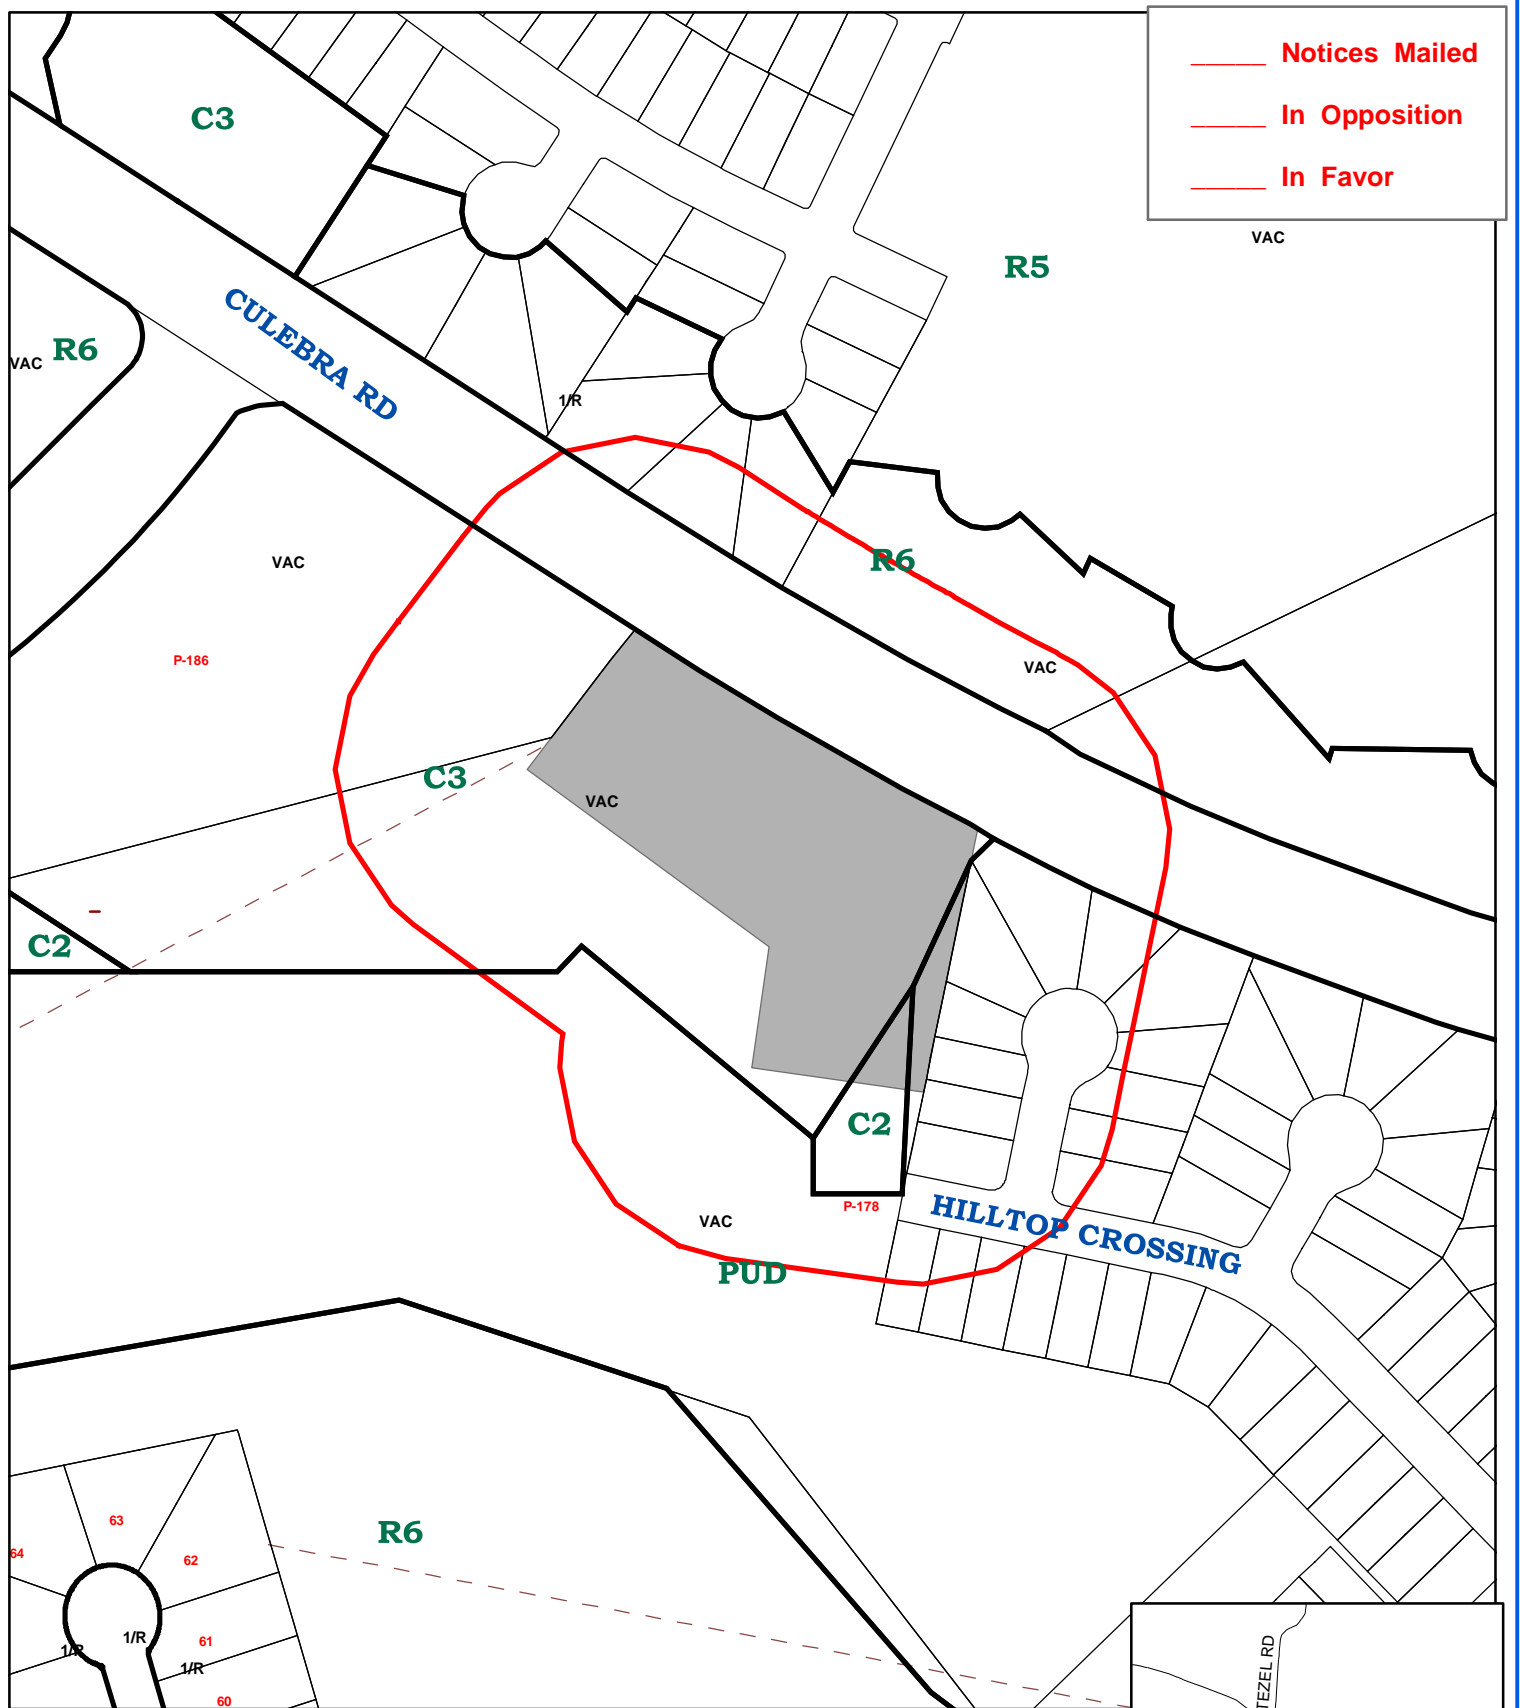 _____ Notices Mailed
_____ In Opposition
_____ In Favor
C3
VAC
R5
CULEBRA RD
R6
VAC
1/R
VAC
R6
P-186
VAC
C3
VAC
C2
C2
P-178
HILLTOP CROSSING
VAC
PUD
63
R6
64
62
1/R
61
1/R
1/R
60
TEZEL RD